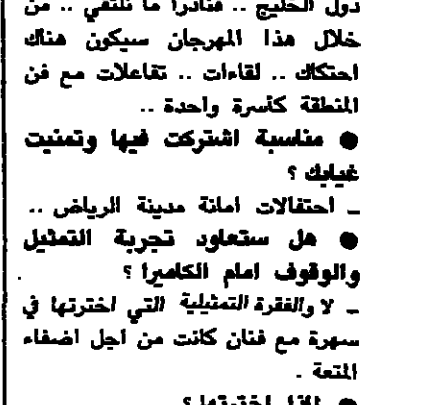 دول الخليج .. فنادرا ما نلتقي .. من
خلال هذا المهرجان سيكون هناك
احتكاك .. لقاءات .. تفاعلات مع فن
المنطقة كأسرة واحدة ..
● مناسبة اشتركت فيها وتمنيت
غيابك ؟
ـ احتفالات امانة مدينة الرياض ..
● هل ستعاود تجربة التمثيل
والوقوف امام الكاميرا ؟
ـ لا والفقرة التمثيلية التي اخترتها في
سهرة مع فنان كانت من اجل اضفاء
المتعة .
● لماذا اخترتها ؟